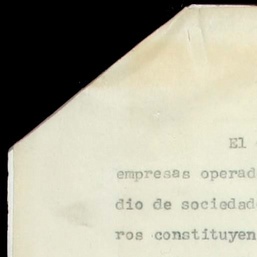 El
empresas operad
dio de sociedad
ros constituyen